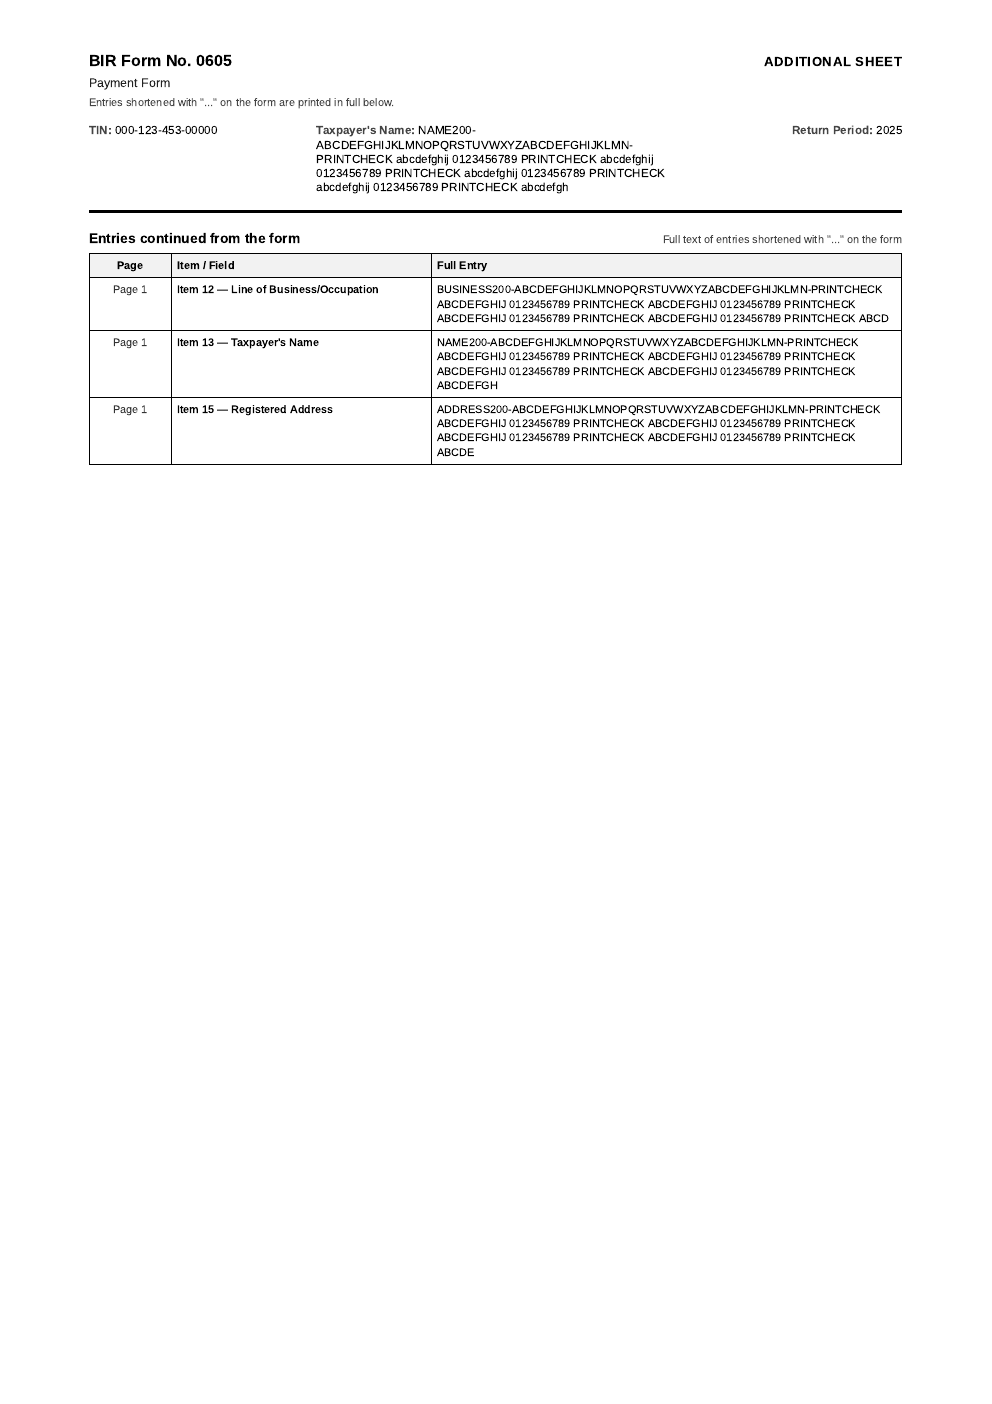 BIR Form No. 0605
ADDITIONAL SHEET
Payment Form
Entries shortened with "..." on the form are printed in full below.
TIN: 000-123-453-00000
Taxpayer's Name: NAME200-
ABCDEFGHIJKLMNOPQRSTUVWXYZABCDEFGHIJKLMN-
PRINTCHECK abcdefghij 0123456789 PRINTCHECK abcdefghij
0123456789 PRINTCHECK abcdefghij 0123456789 PRINTCHECK
abcdefghij 0123456789 PRINTCHECK abcdefgh
Return Period: 2025
Entries continued from the form
Full text of entries shortened with "..." on the form
Page
Item / Field
Full Entry
Page 1
Item 12 — Line of Business/Occupation
BUSINESS200-ABCDEFGHIJKLMNOPQRSTUVWXYZABCDEFGHIJKLMN-PRINTCHECK
ABCDEFGHIJ 0123456789 PRINTCHECK ABCDEFGHIJ 0123456789 PRINTCHECK
ABCDEFGHIJ 0123456789 PRINTCHECK ABCDEFGHIJ 0123456789 PRINTCHECK ABCD
Page 1
Item 13 — Taxpayer's Name
NAME200-ABCDEFGHIJKLMNOPQRSTUVWXYZABCDEFGHIJKLMN-PRINTCHECK
ABCDEFGHIJ 0123456789 PRINTCHECK ABCDEFGHIJ 0123456789 PRINTCHECK
ABCDEFGHIJ 0123456789 PRINTCHECK ABCDEFGHIJ 0123456789 PRINTCHECK
ABCDEFGH
Page 1
Item 15 — Registered Address
ADDRESS200-ABCDEFGHIJKLMNOPQRSTUVWXYZABCDEFGHIJKLMN-PRINTCHECK
ABCDEFGHIJ 0123456789 PRINTCHECK ABCDEFGHIJ 0123456789 PRINTCHECK
ABCDEFGHIJ 0123456789 PRINTCHECK ABCDEFGHIJ 0123456789 PRINTCHECK
ABCDE